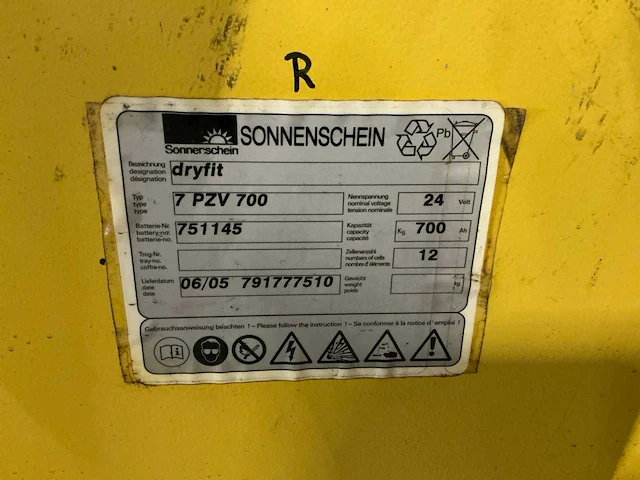 R
SONNENSCHEIN
Sonnenschein
Pb
Bezeichnung
designation
désignation
dryfit
Typ
type
type
7 PZV 700
Nennspannung
nominal voltage
tension nominale
24 Volt
Batterie-Nr.
battery-no.
batterie-no.
751145
Kapazität
capacity
capacité
K5 700 Ah
Trog-Nr.
tray-no.
coffre-no.
Zellenanzahl
numbers of cells
nombre d'éléments
12
Lieferdatum
date
date
06/05 791777510
Gewicht
weight
poids
kg
Gebrauchsanweisung beachten ! – Please follow the instruction ! – Se conformer à la notice d'emploi !